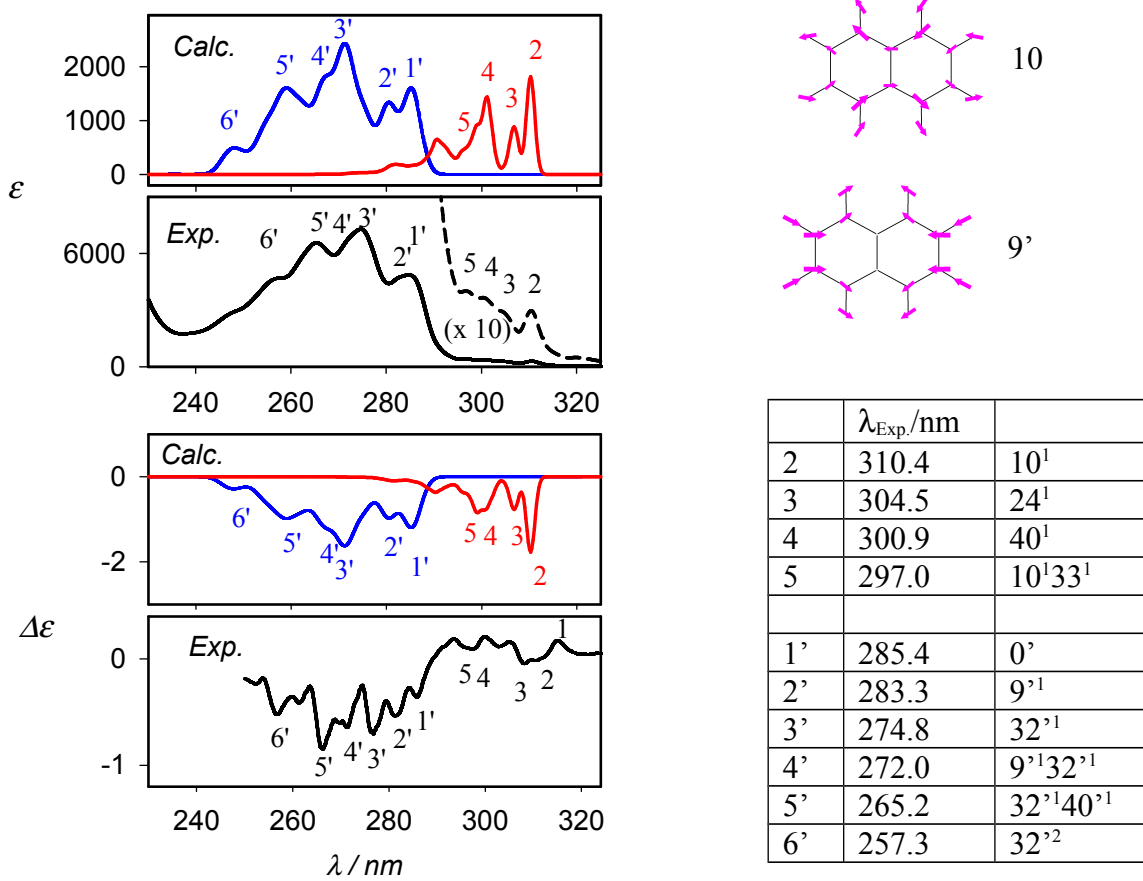 Calc.
3'
4'
5'
2' 1'
6'
2
4
3
5
2000
1000
0
ε
Exp.
6' 5' 4' 3'
1'
2'
5 4
3 2
(x 10)
6000
0
240 260 280 300 320
Calc.
0
-2
6' 5' 4' 3' 2' 1' 5 4 3 2
Δε
Exp.
1
0
-1
6' 5' 4' 3' 2' 1' 5 4 3 2
240 260 280 300 320
λ / nm
10
9’
λExp./nm
2 310.4 10¹
3 304.5 24¹
4 300.9 40¹
5 297.0 10¹33¹
1’ 285.4 0’
2’ 283.3 9’¹
3’ 274.8 32’¹
4’ 272.0 9’¹32’¹
5’ 265.2 32’¹40’¹
6’ 257.3 32’²